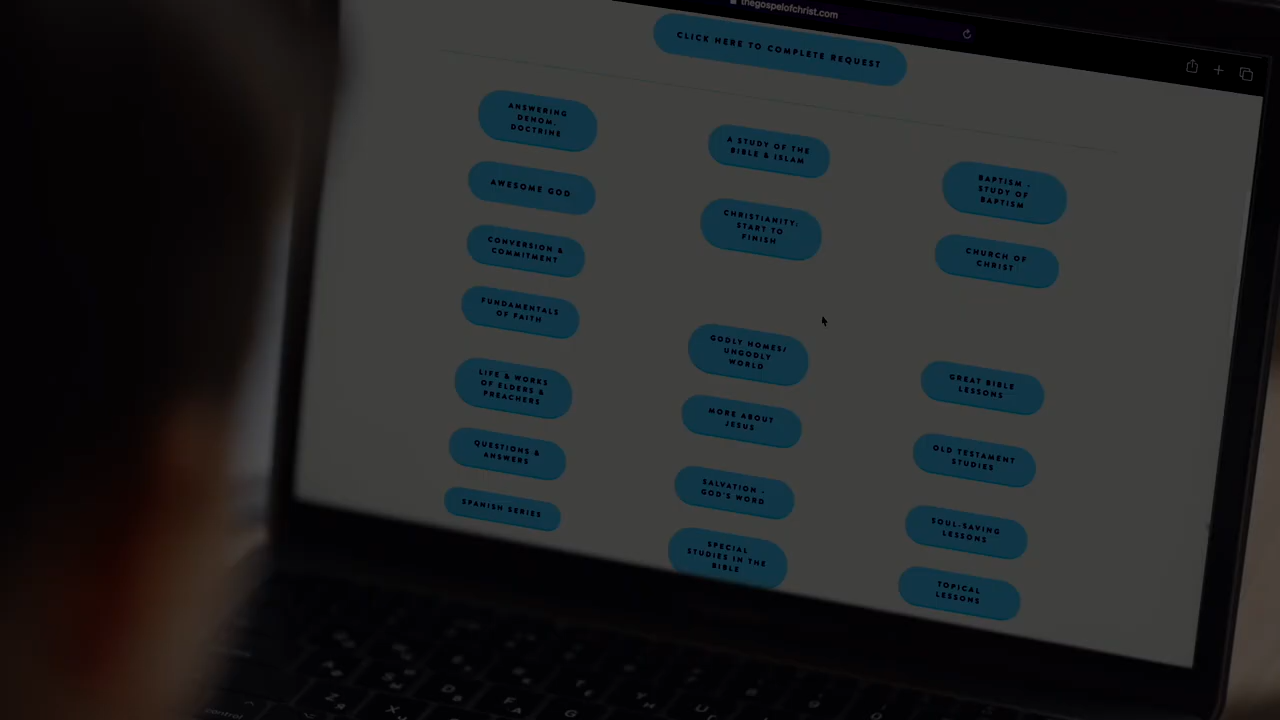 thegospelofchrist.com
CLICK HERE TO COMPLETE REQUEST
ANSWERING
DENOM.
DOCTRINE
A STUDY OF THE
BIBLE & ISLAM
BAPTISM -
STUDY OF
BAPTISM
AWESOME GOD
CHRISTIANITY:
START TO
FINISH
CHURCH OF
CHRIST
CONVERSION &
COMMITMENT
FUNDAMENTALS
OF FAITH
GODLY HOMES/
UNGODLY
WORLD
GREAT BIBLE
LESSONS
LIFE & WORKS
OF ELDERS &
PREACHERS
MORE ABOUT
JESUS
OLD TESTAMENT
STUDIES
QUESTIONS &
ANSWERS
SALVATION -
GOD'S WORD
SOUL-SAVING
LESSONS
SPANISH SERIES
SPECIAL
STUDIES IN THE
BIBLE
TOPICAL
LESSONS
control